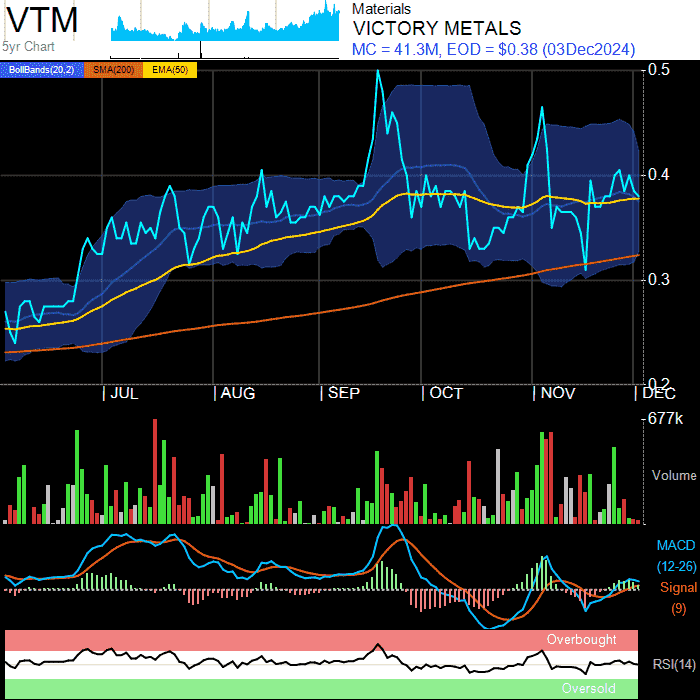 VTM
5yr Chart
Materials
VICTORY METALS
MC = 41.3M, EOD = $0.38 (03Dec2024)
BollBands(20,2) SMA(200) EMA(50)
0.5
0.4
0.3
0.2
JUL AUG SEP OCT NOV DEC
677k
Volume
MACD
(12-26)
Signal
(9)
Overbought
RSI(14)
Oversold